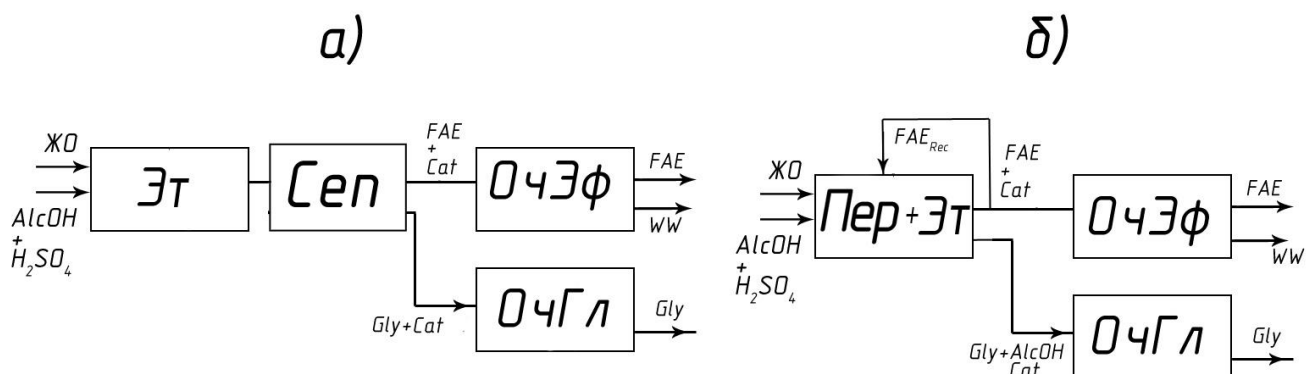 а)
ЖО
AlcOH
+
H₂SO₄
Эт
Сеп
FAE
+
Cat
ОчЭф
FAE
WW
Gly+Cat
ОчГл
Gly
б)
ЖО
AlcOH
+
H₂SO₄
FAE_Rec
Пер+Эт
FAE
+
Cat
ОчЭф
FAE
WW
Gly+AlcOH
Cat
ОчГл
Gly